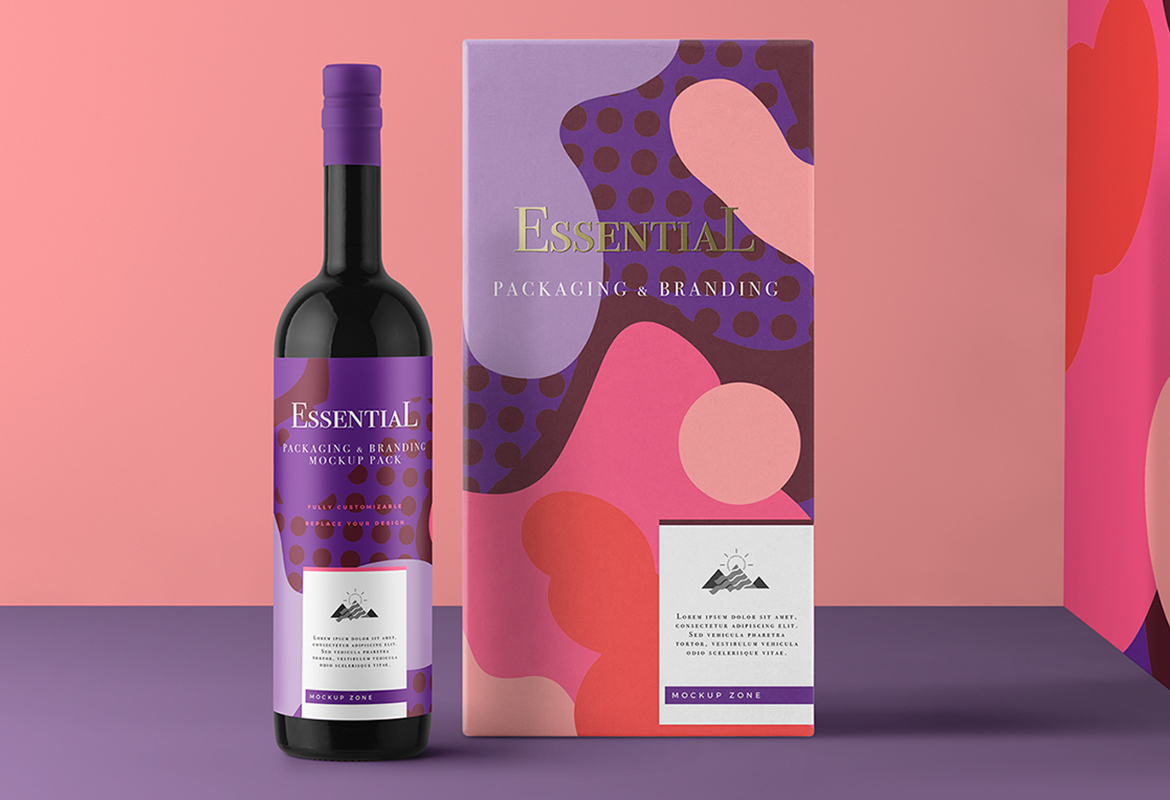 EssentiaL
PACKAGING & BRANDING
MOCKUP PACK
FULLY CUSTOMIZABLE
REPLACE YOUR DESIGN
Lorem ipsum dolor sit amet,
consectetur adipiscing elit.
Sed vehicula pharetra
tortor, vestibulum vehicula
odio scelerisque vitae.
MOCKUP ZONE
EssentiaL
PACKAGING & BRANDING
Lorem ipsum dolor sit amet,
consectetur adipiscing elit.
Sed vehicula pharetra
tortor, vestibulum vehicula
odio scelerisque vitae.
MOCKUP ZONE